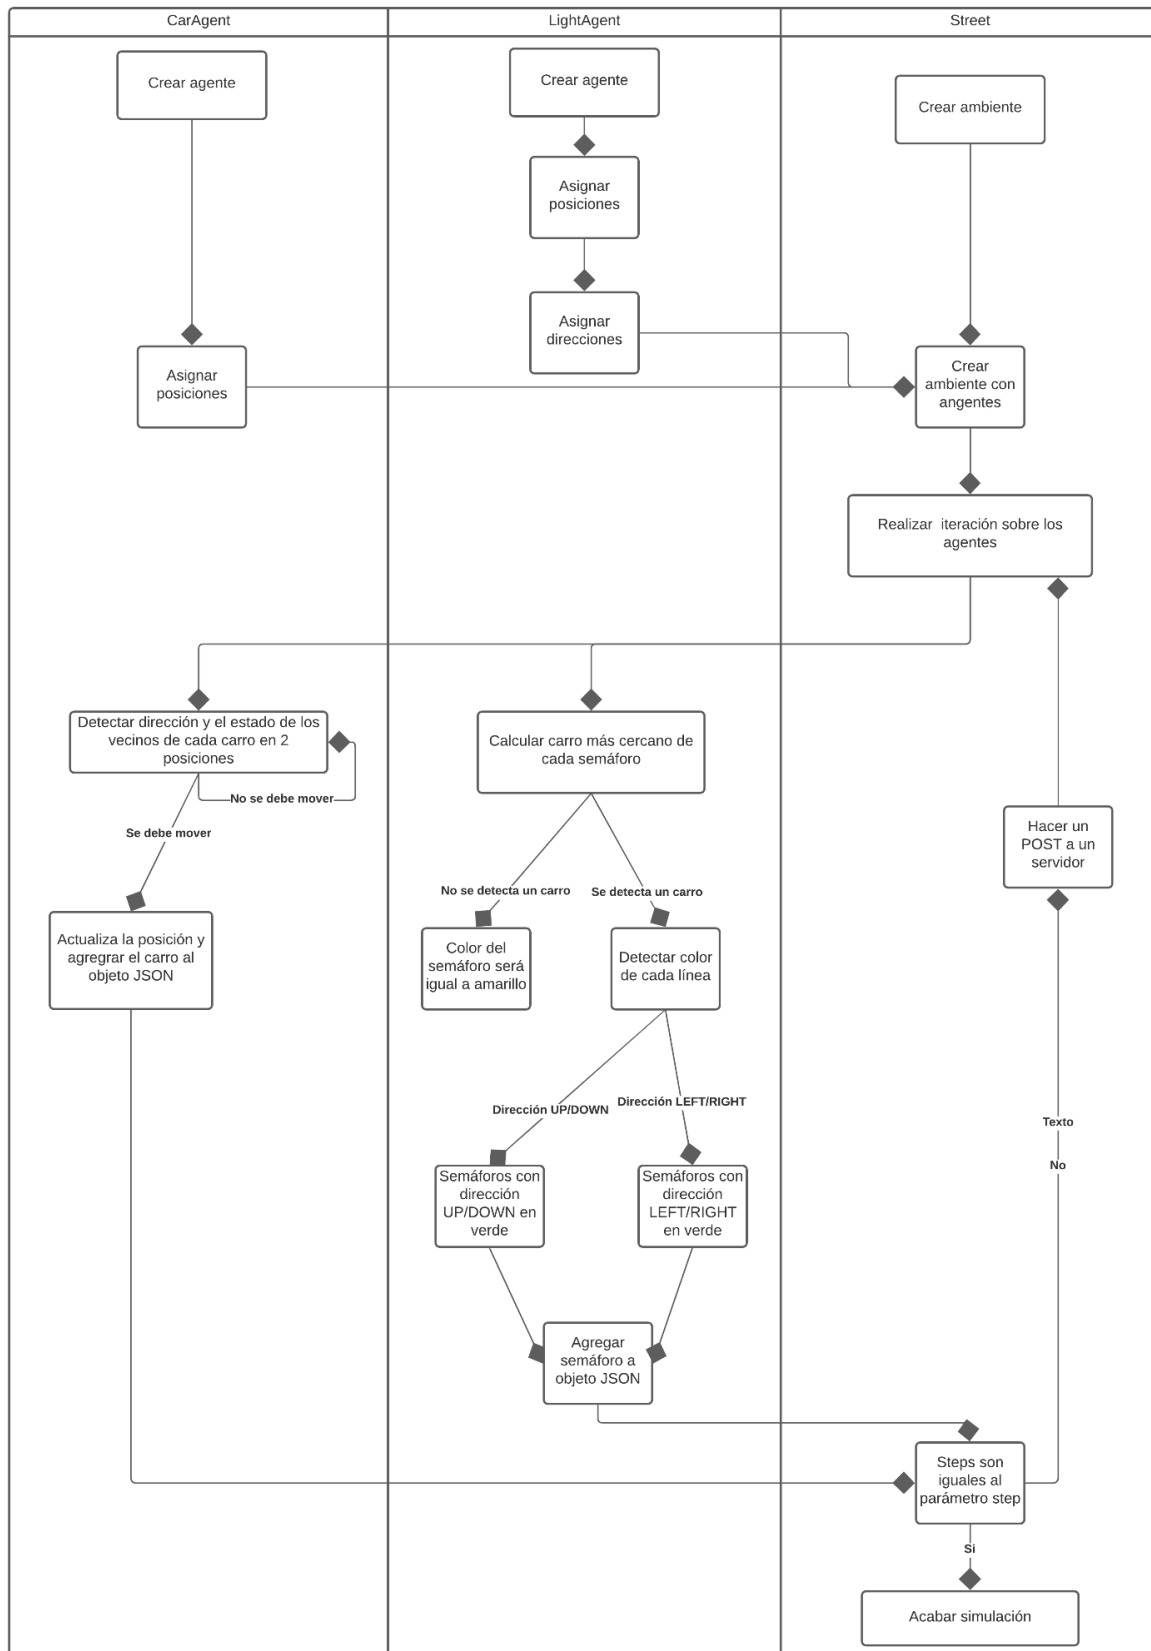 CarAgent
LightAgent
Street
Crear agente
Crear agente
Crear ambiente
Asignar
posiciones
Asignar
direcciones
Asignar
posiciones
Crear
ambiente con
angentes
Realizar  iteración sobre los
agentes
Detectar dirección y el estado de los
vecinos de cada carro en 2
posiciones
No se debe mover
Se debe mover
Actualiza la posición y
agregrar el carro al
objeto JSON
Calcular carro más cercano de
cada semáforo
No se detecta un carro
Se detecta un carro
Color del
semáforo será
igual a amarillo
Detectar color
de cada línea
Dirección UP/DOWN
Dirección LEFT/RIGHT
Semáforos con
dirección
UP/DOWN en
verde
Semáforos con
dirección
LEFT/RIGHT
en verde
Agregar
semáforo a
objeto JSON
Hacer un
POST a un
servidor
Texto
No
Steps son
iguales al
parámetro step
Si
Acabar simulación